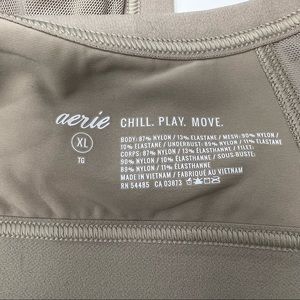 aerie CHILL. PLAY. MOVE.
XL
TG
BODY: 87% NYLON / 13% ELASTANE / MESH: 90% NYLON /
10% ELASTANE / UNDERBUST: 89% NYLON / 11% ELASTANE
CORPS: 87% NYLON / 13% ÉLASTHANNE / FILET:
90% NYLON / 10% ÉLASTHANNE / SOUS-BUSTE:
89% NYLON / 11% ÉLASTHANNE
MADE IN VIETNAM / FABRIQUÉ AU VIETNAM
RN 54485 CA 03873